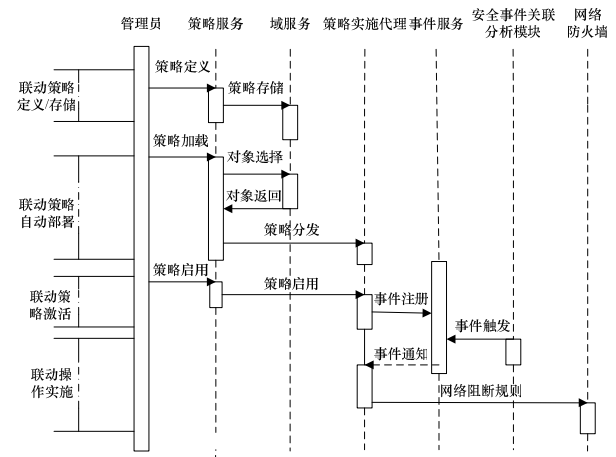 管理员
策略服务
域服务
策略实施代理
事件服务
安全事件关联
分析模块
网络
防火墙
策略定义
联动策略
定义/存储
策略存储
策略加载
对象选择
联动策略
自动部署
对象返回
策略分发
策略启用
策略启用
联动策
略激活
事件注册
事件触发
事件通知
联动操
作实施
网络阻断规则